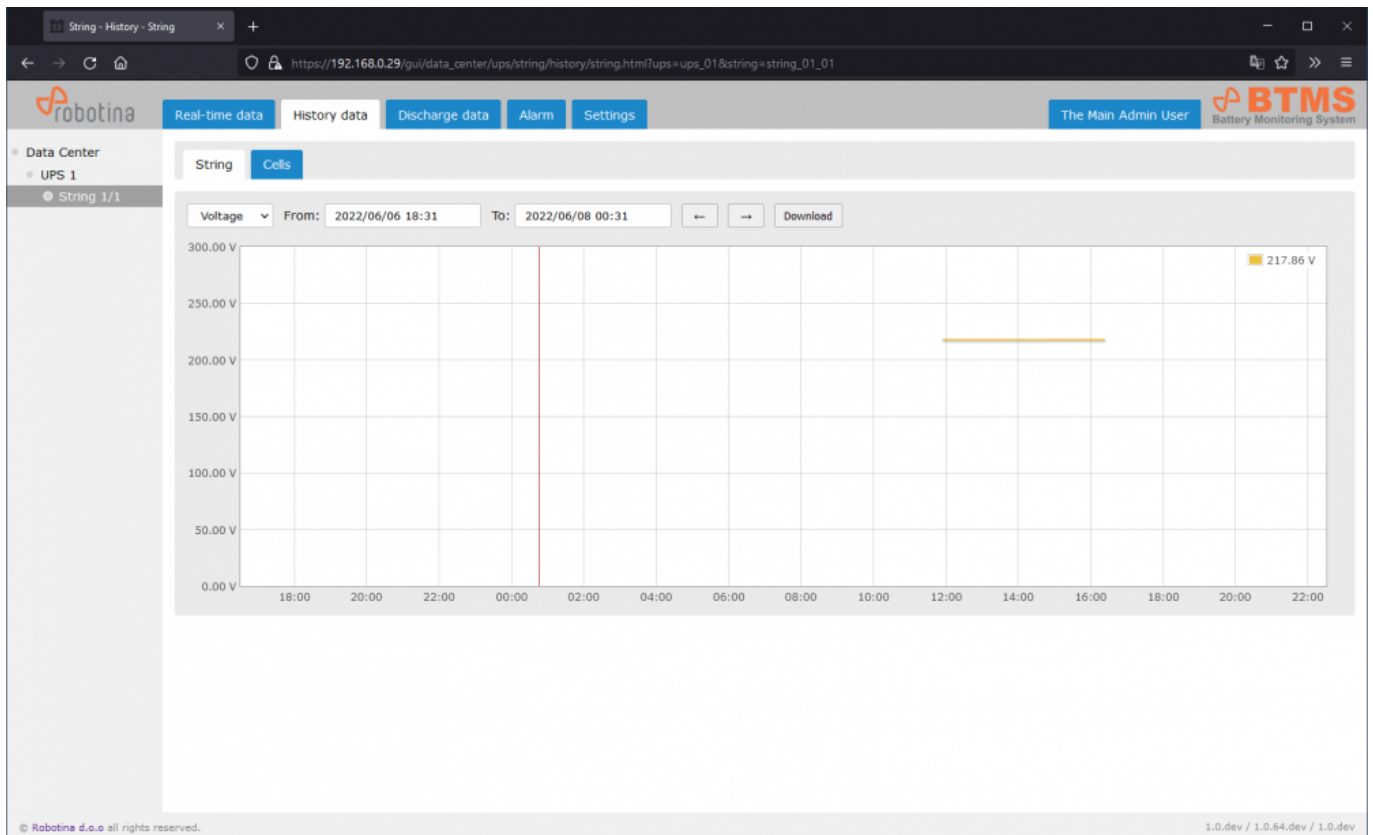 String - History - String
https://192.168.0.29/gui/data_center/ups/string/history/string.html?ups=ups_01&string=string_01_01
robotina
Real-time data History data Discharge data Alarm Settings The Main Admin User
BTMS
Battery Monitoring System
Data Center
UPS 1
String 1/1
String Cells
Voltage From: 2022/06/06 18:31 To: 2022/06/08 00:31 ← → Download
300.00 V
217.86 V
250.00 V
200.00 V
150.00 V
100.00 V
50.00 V
0.00 V
18:00 20:00 22:00 00:00 02:00 04:00 06:00 08:00 10:00 12:00 14:00 16:00 18:00 20:00 22:00
© Robotina d.o.o all rights reserved. 1.0.dev / 1.0.64.dev / 1.0.dev